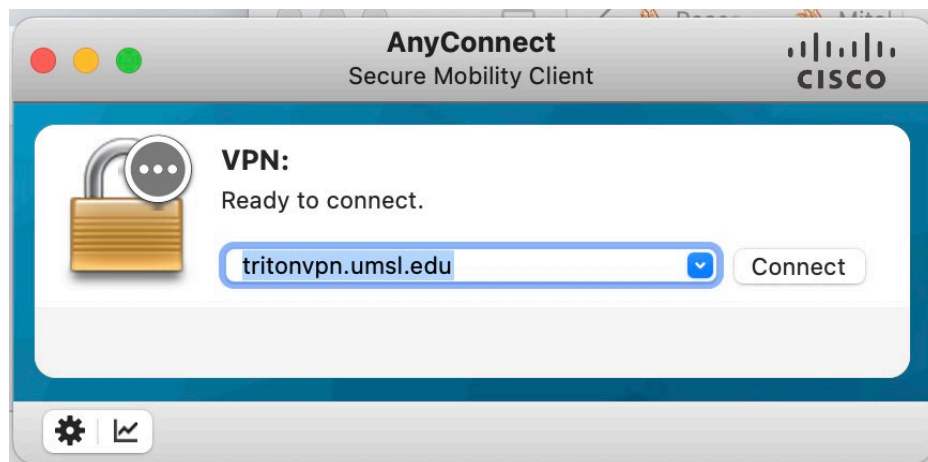 AnyConnect
Secure Mobility Client
CISCO
VPN:
Ready to connect.
tritonvpn.umsl.edu
Connect